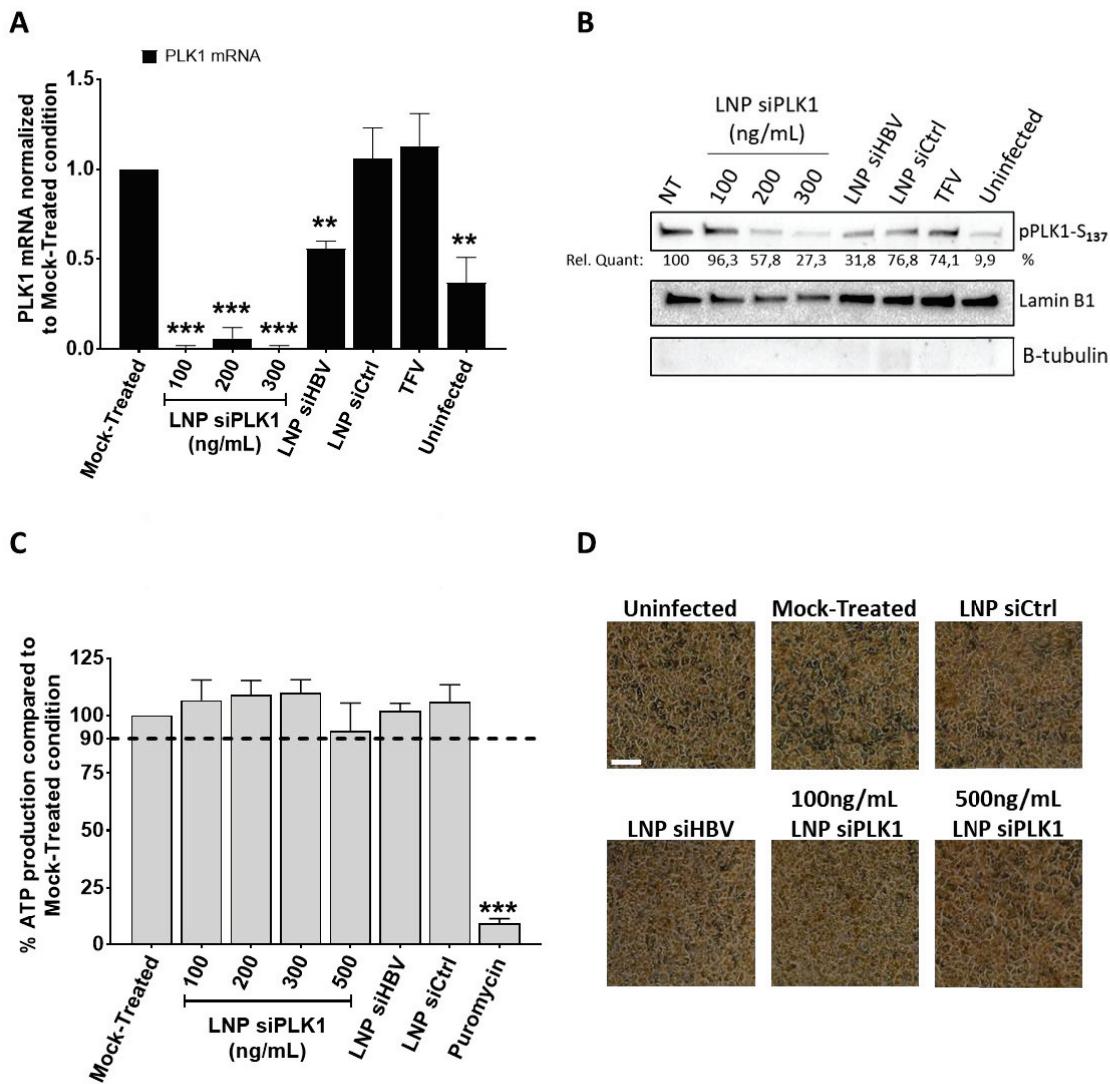 A
PLK1 mRNA
PLK1 mRNA normalized
to Mock-Treated condition
1.5
1.0
0.5
0.0
***
***
***
**
**
Mock-Treated
100
200
300
LNP siPLK1
(ng/mL)
LNP siHBV
LNP siCtrl
TFV
Uninfected
B
LNP siPLK1
(ng/mL)
NT
100
200
300
LNP siHBV
LNP siCtrl
TFV
Uninfected
pPLK1-S137
Rel. Quant: 100 96,3 57,8 27,3 31,8 76,8 74,1 9,9 %
Lamin B1
B-tubulin
C
% ATP production compared to
Mock-Treated condition
125
100
90
75
50
25
0
***
Mock-Treated
100
200
300
500
LNP siPLK1
(ng/mL)
LNP siHBV
LNP siCtrl
Puromycin
D
Uninfected
Mock-Treated
LNP siCtrl
LNP siHBV
100ng/mL
LNP siPLK1
500ng/mL
LNP siPLK1